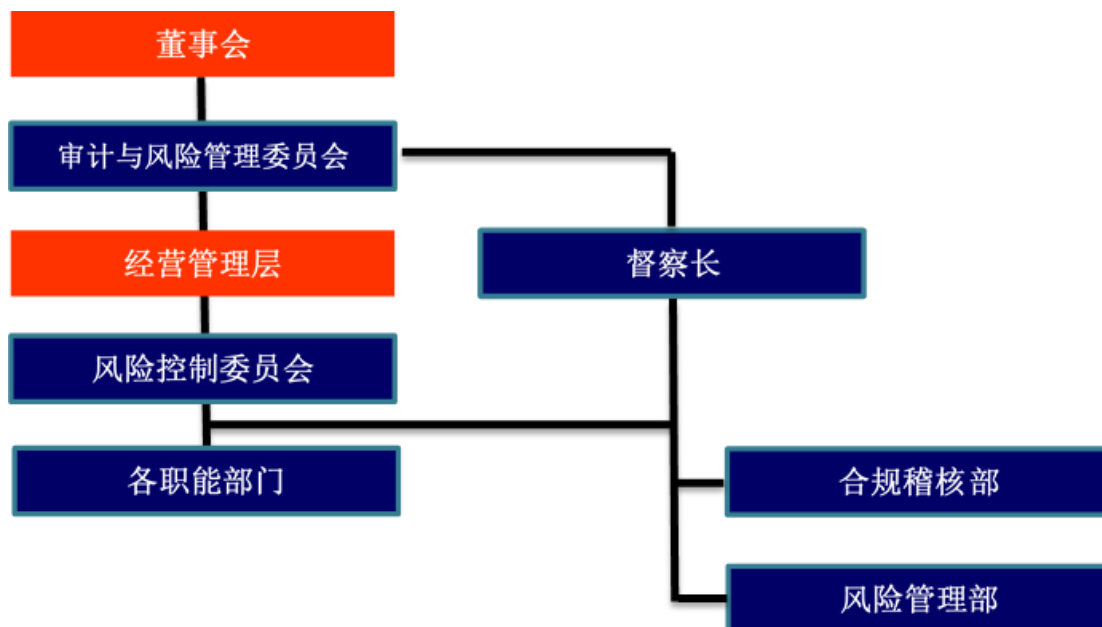 董事会
审计与风险管理委员会
经营管理层
督察长
风险控制委员会
各职能部门
合规稽核部
风险管理部